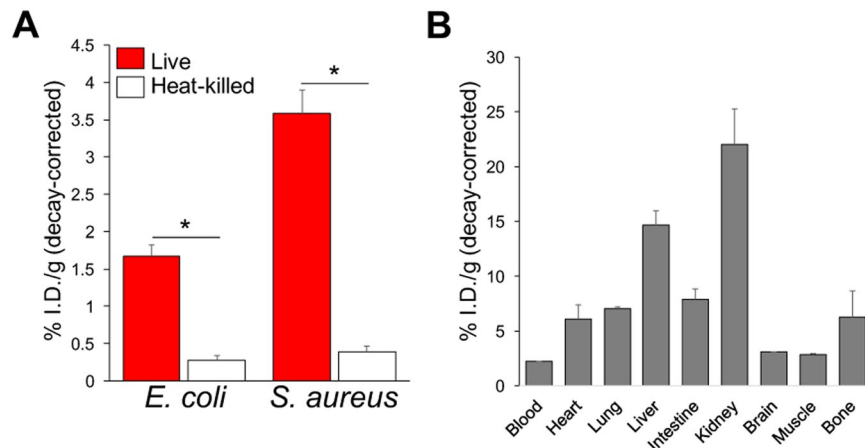 A
% I.D./g (decay-corrected)
4.5
4
3.5
3
2.5
2
1.5
1
0.5
0
Live
Heat-killed
*
*
E. coli
S. aureus
B
% I.D./g (decay-corrected)
30
25
20
15
10
5
0
Blood
Heart
Lung
Liver
Intestine
Kidney
Brain
Muscle
Bone